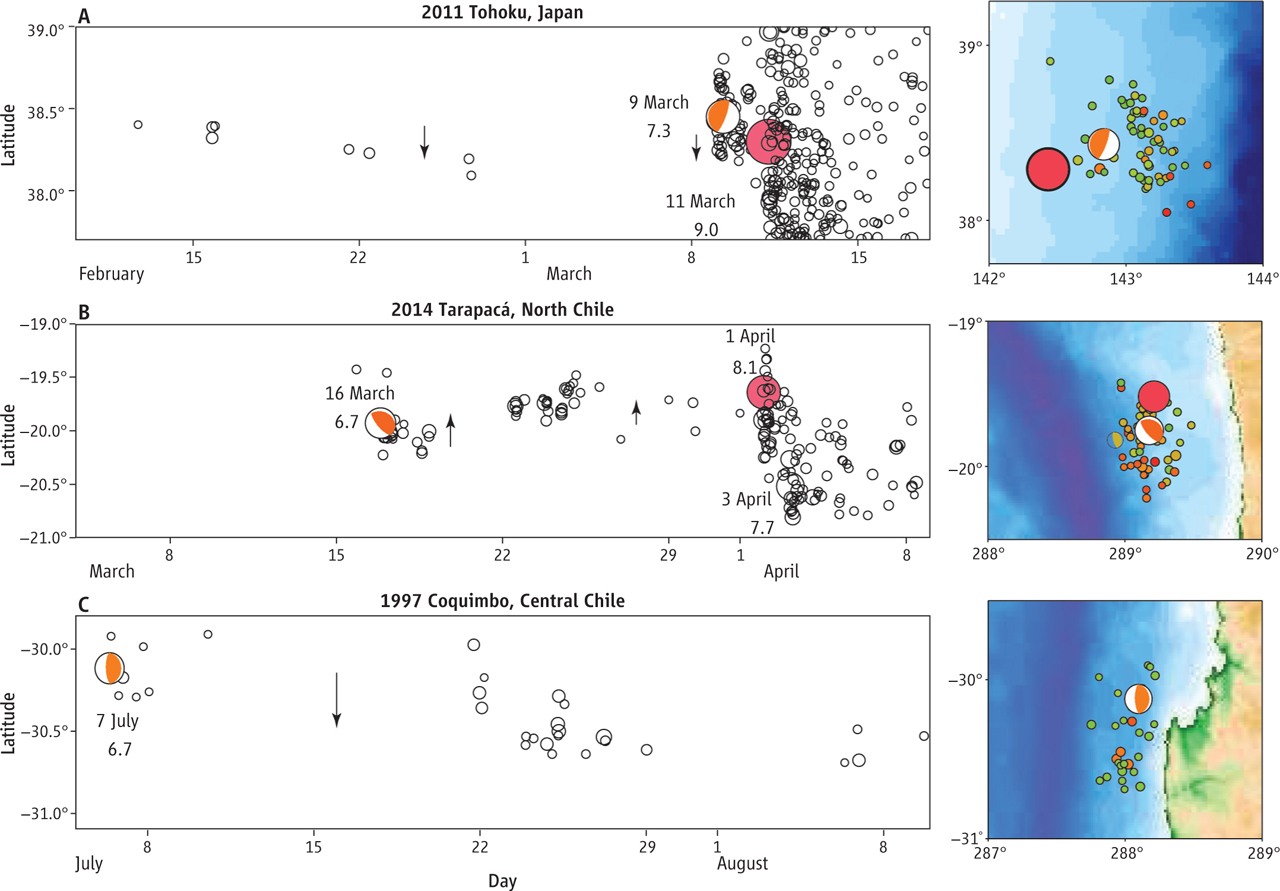 A
2011 Tohoku, Japan
39.0°
38.5°
38.0°
Latitude
9 March
7.3
11 March
9.0
15
22
1
8
15
February
March
39°
38°
142°
143°
144°
B
2014 Tarapacá, North Chile
−19.0°
−19.5°
−20.0°
−20.5°
−21.0°
Latitude
16 March
6.7
1 April
8.1
3 April
7.7
8
15
22
29
1
8
March
April
−19°
−20°
288°
289°
290°
C
1997 Coquimbo, Central Chile
−30.0°
−30.5°
−31.0°
Latitude
7 July
6.7
8
15
22
29
1
8
July
August
Day
−30°
−31°
287°
288°
289°